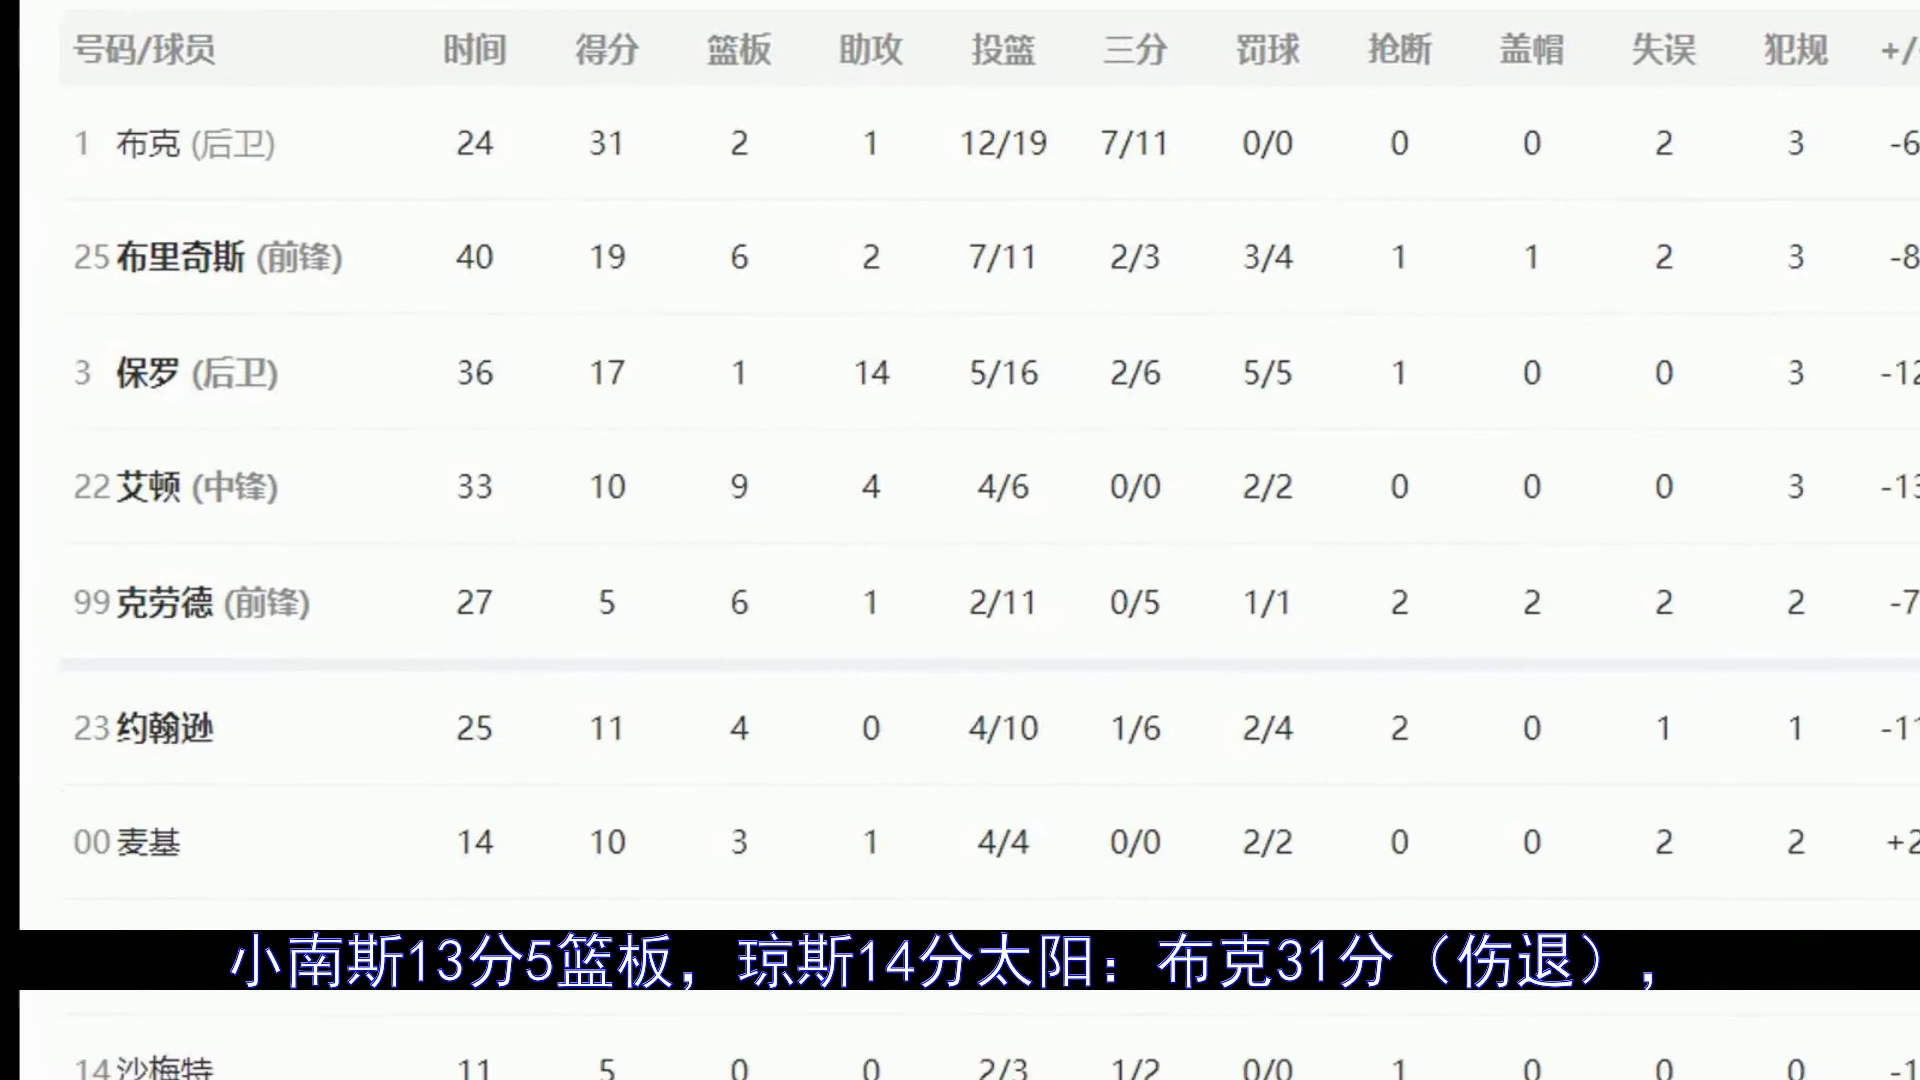 号码/球员 时间 得分 篮板 助攻 投篮 三分 罚球 抢断 盖帽 失误 犯规 +/-
1 布克 (后卫) 24 31 2 1 12/19 7/11 0/0 0 0 2 3 -6
25 布里奇斯 (前锋) 40 19 6 2 7/11 2/3 3/4 1 1 2 3 -8
3 保罗 (后卫) 36 17 1 14 5/16 2/6 5/5 1 0 0 3 -12
22 艾顿 (中锋) 33 10 9 4 4/6 0/0 2/2 0 0 0 3 -13
99 克劳德 (前锋) 27 5 6 1 2/11 0/5 1/1 2 2 2 2 -7
23 约翰逊 25 11 4 0 4/10 1/6 2/4 2 0 1 1 -11
00 麦基 14 10 3 1 4/4 0/0 2/2 0 0 2 2 +2
小南斯13分5篮板，琼斯14分太阳：布克31分（伤退），
14 沙梅特 11 5 0 0 2/3 1/2 0/0 1 0 0 0 -1